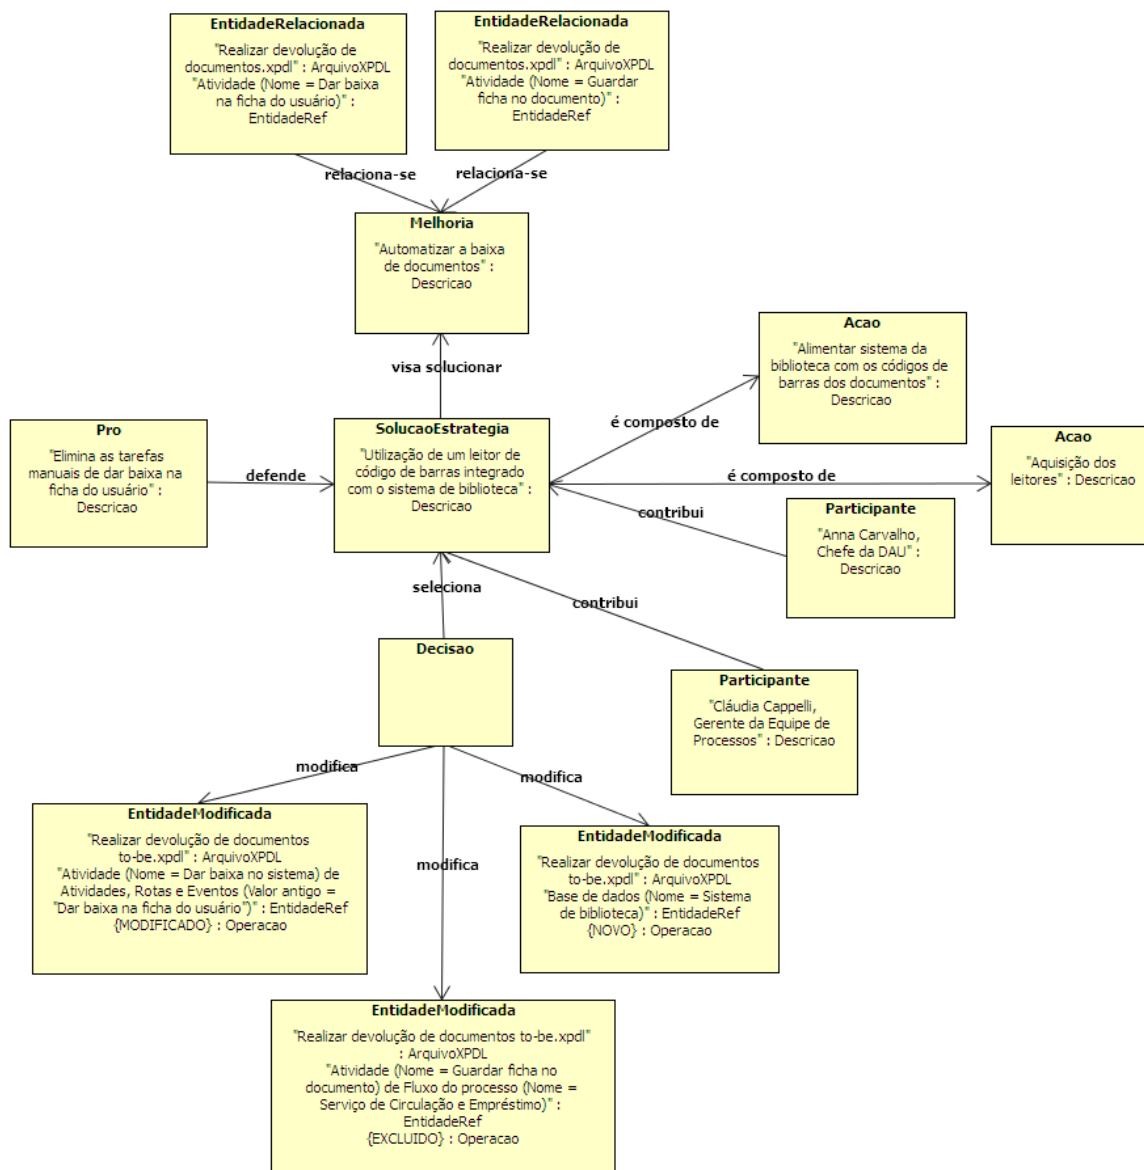 EntidadeRelacionada
"Realizar devolução de
documentos.xpdl" : ArquivoXPDL
"Atividade (Nome = Dar baixa
na ficha do usuário)" :
EntidadeRef
EntidadeRelacionada
"Realizar devolução de
documentos.xpdl" : ArquivoXPDL
"Atividade (Nome = Guardar
ficha no documento)" :
EntidadeRef
relaciona-se
relaciona-se
Melhoria
"Automatizar a baixa
de documentos" :
Descricao
visa solucionar
Acao
"Alimentar sistema da
biblioteca com os códigos de
barras dos documentos" :
Descricao
é composto de
Pro
"Elimina as tarefas
manuais de dar baixa na
ficha do usuário" :
Descricao
defende
SolucaoEstrategia
"Utilização de um leitor de
código de barras integrado
com o sistema de biblioteca" :
Descricao
é composto de
Acao
"Aquisição dos
leitores" : Descricao
contribui
Participante
"Anna Carvalho,
Chefe da DAU" :
Descricao
seleciona
contribui
Decisao
Participante
"Cláudia Cappelli,
Gerente da Equipe de
Processos" : Descricao
modifica
modifica
modifica
EntidadeModificada
"Realizar devolução de documentos
to-be.xpdl" : ArquivoXPDL
"Atividade (Nome = Dar baixa no sistema) de
Atividades, Rotas e Eventos (Valor antigo =
"Dar baixa na ficha do usuário")" : EntidadeRef
{MODIFICADO} : Operacao
EntidadeModificada
"Realizar devolução de documentos
to-be.xpdl" : ArquivoXPDL
"Base de dados (Nome = Sistema
de biblioteca)" : EntidadeRef
{NOVO} : Operacao
EntidadeModificada
"Realizar devolução de documentos to-be.xpdl"
: ArquivoXPDL
"Atividade (Nome = Guardar ficha no
documento) de Fluxo do processo (Nome =
Serviço de Circulação e Empréstimo)" :
EntidadeRef
{EXCLUIDO} : Operacao